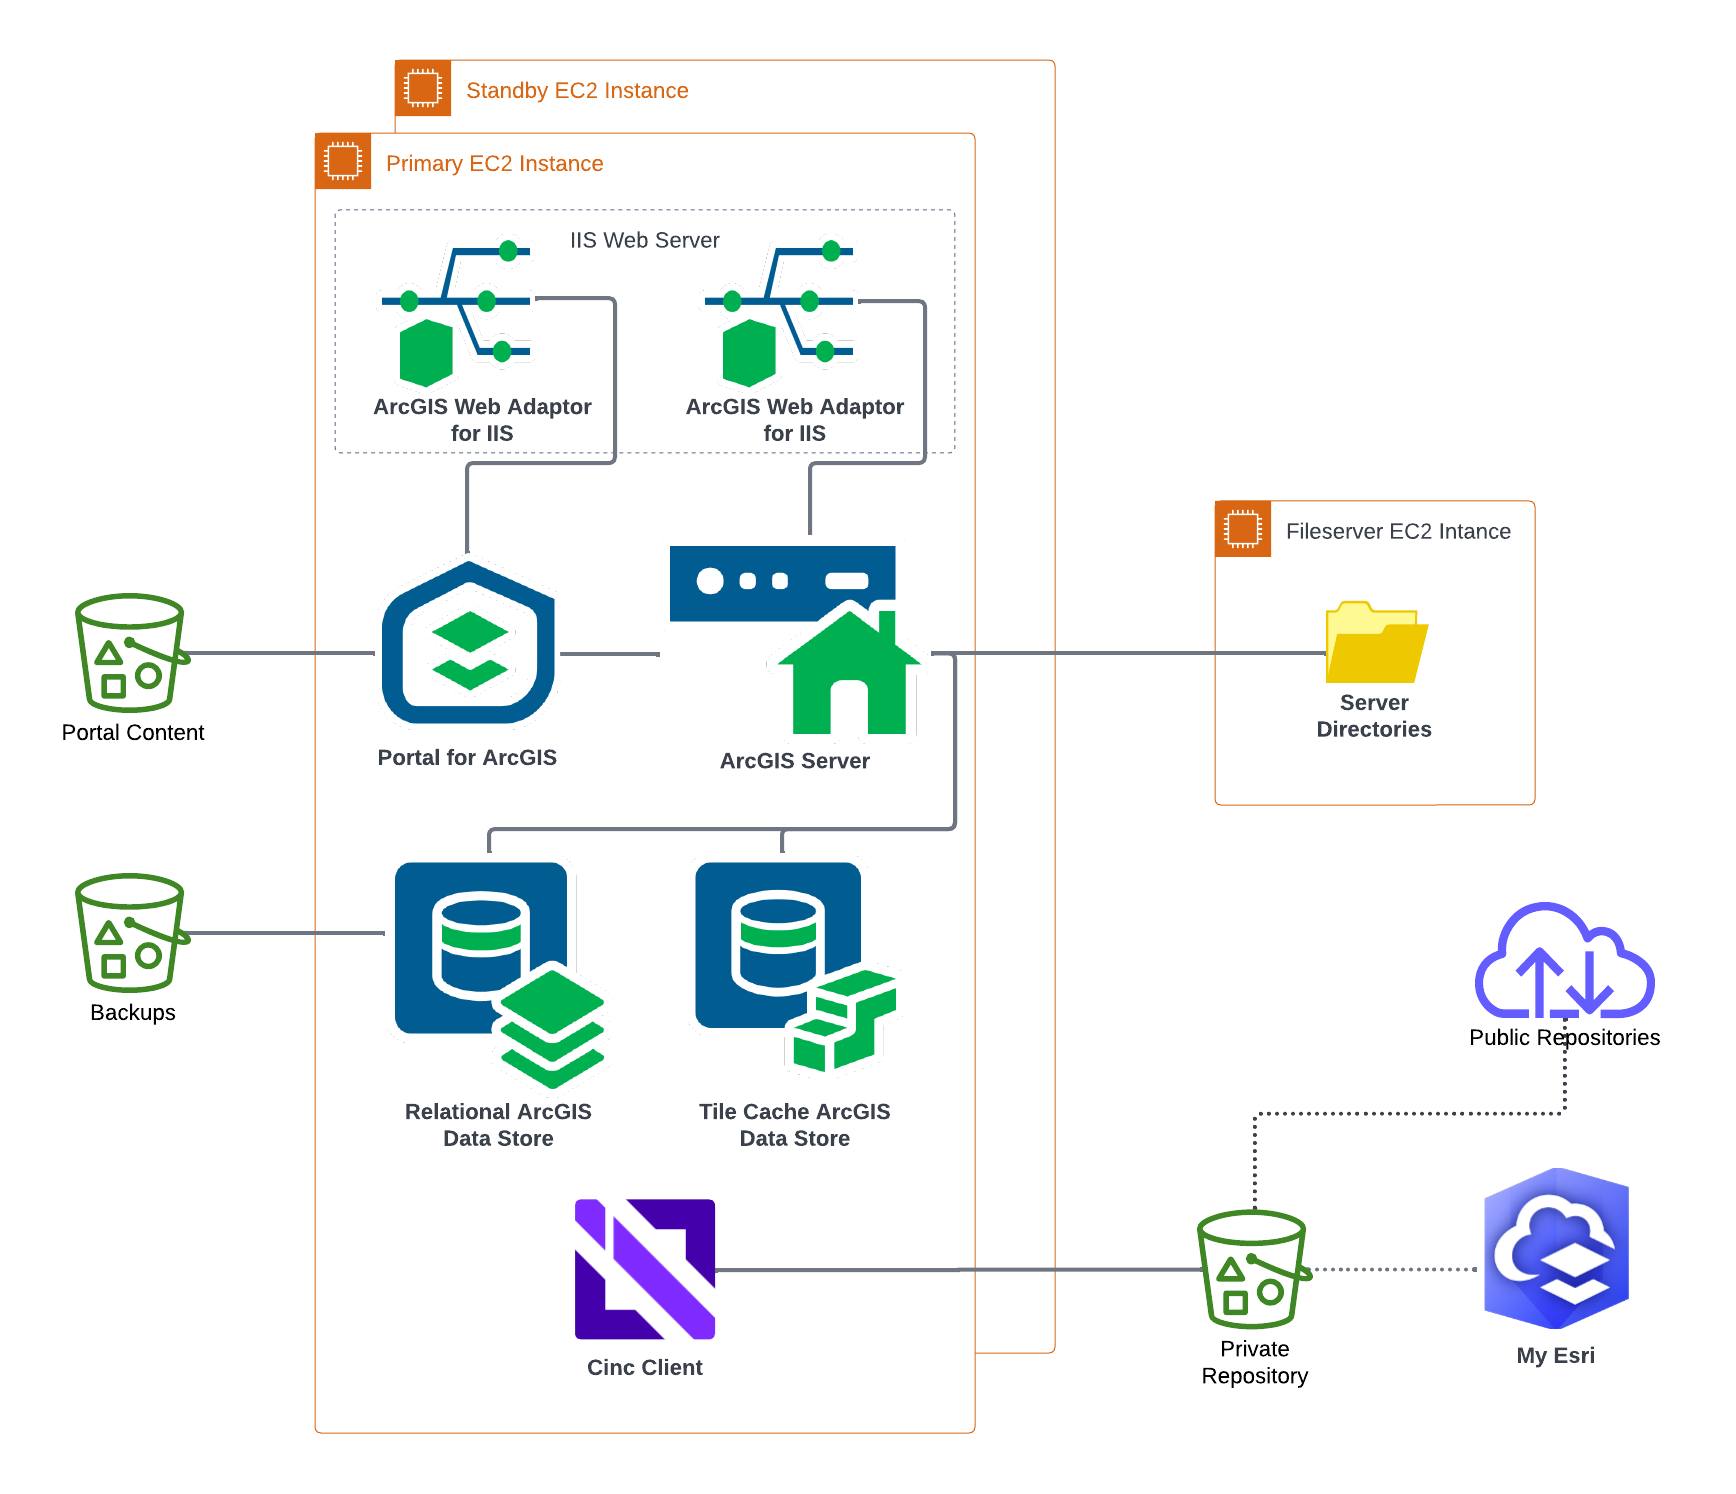 Standby EC2 Instance
Primary EC2 Instance
IIS Web Server
ArcGIS Web Adaptor
for IIS
ArcGIS Web Adaptor
for IIS
Fileserver EC2 Intance
Portal Content
Portal for ArcGIS
ArcGIS Server
Server
Directories
Backups
Relational ArcGIS
Data Store
Tile Cache ArcGIS
Data Store
Public Repositories
Cinc Client
Private
Repository
My Esri